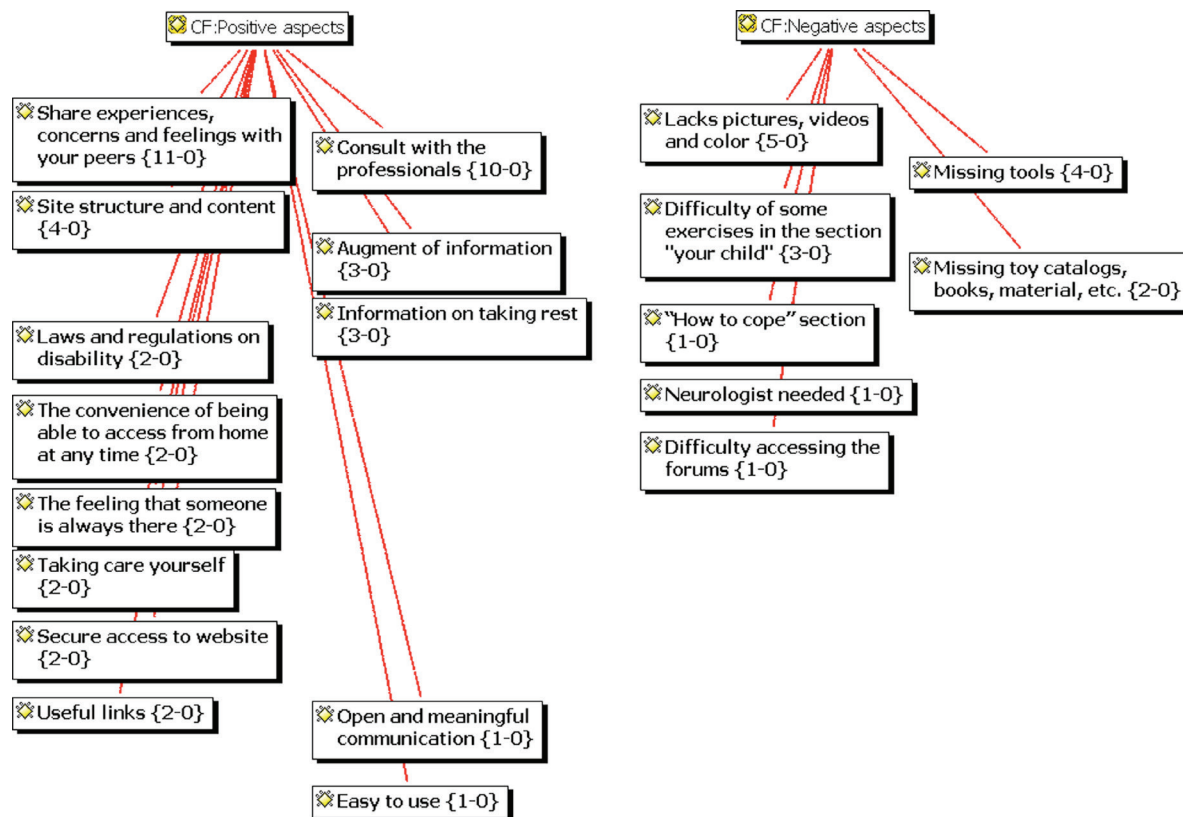 CF:Positive aspects
Share experiences,
concerns and feelings with
your peers {11-0}
Consult with the
professionals {10-0}
Site structure and content
{4-0}
Augment of information
{3-0}
Information on taking rest
{3-0}
Laws and regulations on
disability {2-0}
The convenience of being
able to access from home
at any time {2-0}
The feeling that someone
is always there {2-0}
Taking care yourself
{2-0}
Secure access to website
{2-0}
Useful links {2-0}
Open and meaningful
communication {1-0}
Easy to use {1-0}
CF:Negative aspects
Lacks pictures, videos
and color {5-0}
Missing tools {4-0}
Difficulty of some
exercises in the section
"your child" {3-0}
Missing toy catalogs,
books, material, etc. {2-0}
“How to cope” section
{1-0}
Neurologist needed {1-0}
Difficulty accessing the
forums {1-0}